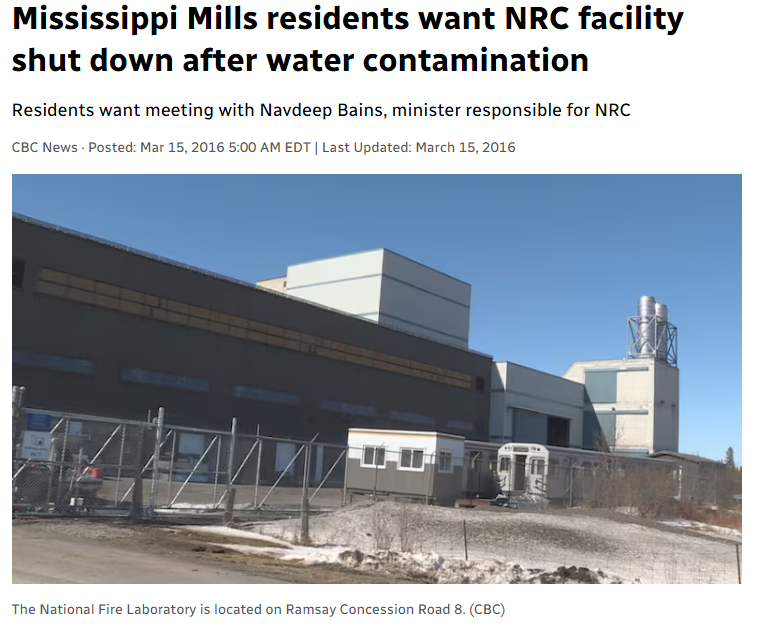 Mississippi Mills residents want NRC facility
shut down after water contamination
Residents want meeting with Navdeep Bains, minister responsible for NRC
CBC News · Posted: Mar 15, 2016 5:00 AM EDT | Last Updated: March 15, 2016
The National Fire Laboratory is located on Ramsay Concession Road 8. (CBC)